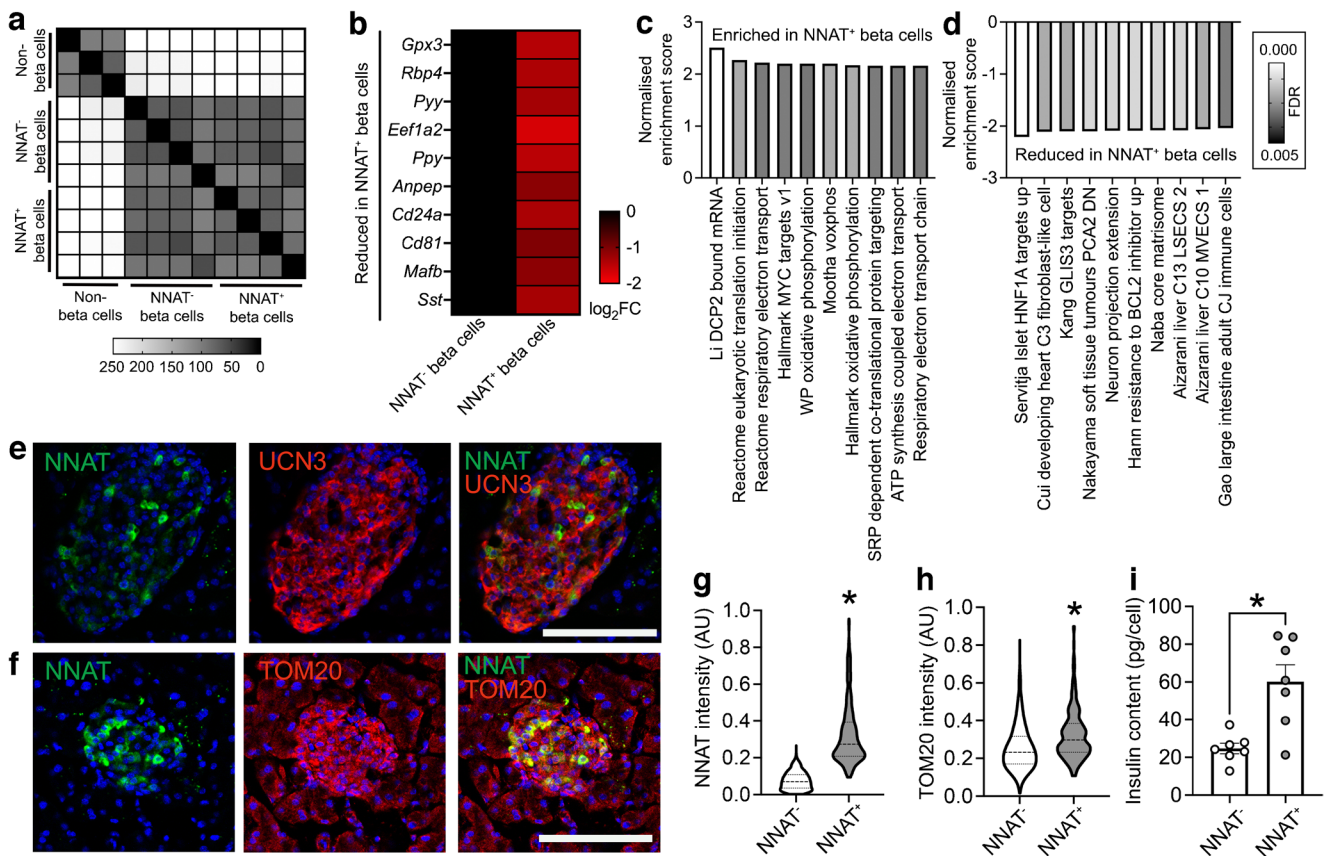 a
Non-
beta cells
NNAT⁻
beta cells
NNAT⁺
beta cells
Non-
beta cells
NNAT⁻
beta cells
NNAT⁺
beta cells
250 200 150 100 50 0
b
Reduced in NNAT⁺ beta cells
Gpx3
Rbp4
Pyy
Eef1a2
Ppy
Anpep
Cd24a
Cd81
Mafb
Sst
NNAT⁻ beta cells
NNAT⁺ beta cells
0
-1
-2
log₂FC
c
Normalised
enrichment score
3
2
1
0
Enriched in NNAT⁺ beta cells
Li DCP2 bound mRNA
Reactome eukaryotic translation initiation
Reactome respiratory electron transport
Hallmark MYC targets v1
WP oxidative phosphorylation
Mootha voxphos
Hallmark oxidative phosphorylation
SRP dependent co-translational protein targeting
ATP synthesis coupled electron transport
Respiratory electron transport chain
d
Normalised
enrichment score
0
-1
-2
-3
Reduced in NNAT⁺ beta cells
Servitja Islet HNF1A targets up
Cui developing heart C3 fibroblast-like cell
Kang GLIS3 targets
Nakayama soft tissue tumours PCA2 DN
Neuron projection extension
Hann resistance to BCL2 inhibitor up
Naba core matrisome
Aizarani liver C13 LSECS 2
Aizarani liver C10 MVECS 1
Gao large intestine adult CJ immune cells
0.000
FDR
0.005
e
NNAT
UCN3
NNAT
UCN3
f
NNAT
TOM20
NNAT
TOM20
g
NNAT intensity (AU)
1.0
0.8
0.6
0.4
0.2
0.0
*
NNAT⁻
NNAT⁺
h
TOM20 intensity (AU)
1.0
0.8
0.6
0.4
0.2
0.0
*
NNAT⁻
NNAT⁺
i
Insulin content (pg/cell)
100
80
60
40
20
0
*
NNAT⁻
NNAT⁺